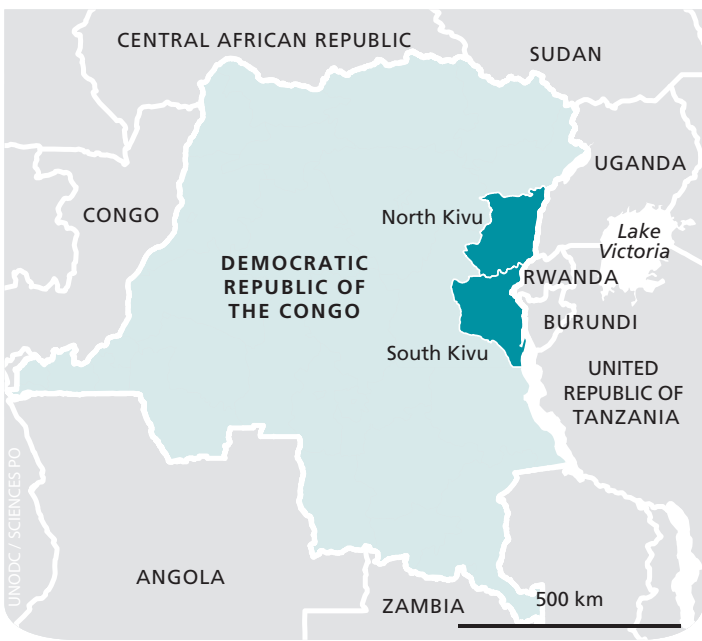 CENTRAL AFRICAN REPUBLIC
SUDAN
UGANDA
CONGO
North Kivu
Lake
Victoria
DEMOCRATIC
REPUBLIC OF
THE CONGO
RWANDA
BURUNDI
South Kivu
UNITED
REPUBLIC OF
TANZANIA
UNODC / SCIENCES PO
ANGOLA
ZAMBIA
500 km